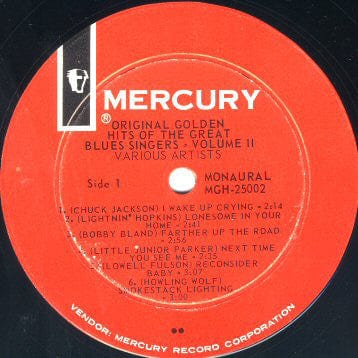 MERCURY
®
ORIGINAL GOLDEN
HITS OF THE GREAT
BLUES SINGERS - VOLUME II
VARIOUS ARTISTS
Side 1
MONAURAL
MGH-25002
1. (CHUCK JACKSON) I WAKE UP CRYING • 2:14
2. (LIGHTNIN' HOPKINS) LONESOME IN YOUR
HOME - 2:41
3. (BOBBY BLAND) FARTHER UP THE ROAD
• 2:56
4. (LITTLE JUNIOR PARKER) NEXT TIME
YOU SEE ME • 2:35
5. (LOWELL FULSON) RECONSIDER
BABY • 3:07
6. (HOWLING WOLF)
SMOKESTACK LIGHTING
• 3:00
VENDOR: MERCURY RECORD CORPORATION